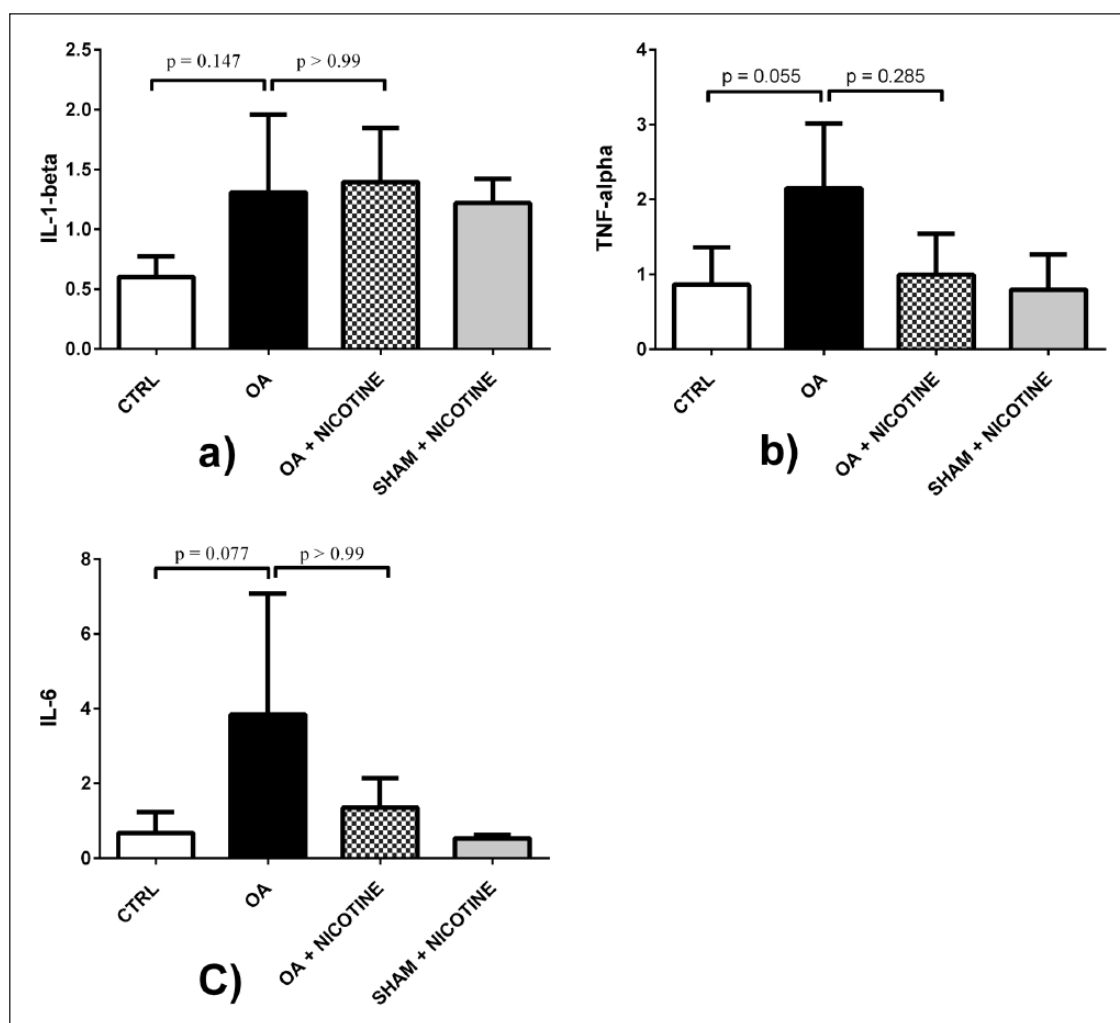 p = 0.147
p > 0.99
2.5
2.0
1.5
1.0
0.5
0.0
IL-1-beta
CTRL
OA
OA + NICOTINE
SHAM + NICOTINE
a)
p = 0.055
p = 0.285
4
3
2
1
0
TNF-alpha
CTRL
OA
OA + NICOTINE
SHAM + NICOTINE
b)
p = 0.077
p > 0.99
8
6
4
2
0
IL-6
CTRL
OA
OA + NICOTINE
SHAM + NICOTINE
C)